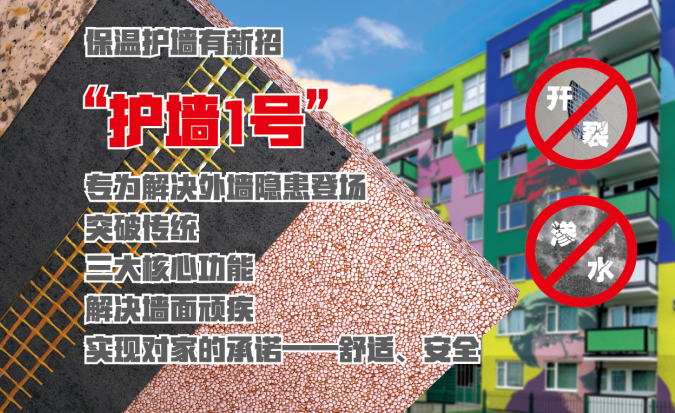 保温护墙有新招
“护墙1号”
专为解决外墙隐患登场
突破传统
三大核心功能
解决墙面顽疾
实现对家的承诺——舒适、安全
开裂
渗水